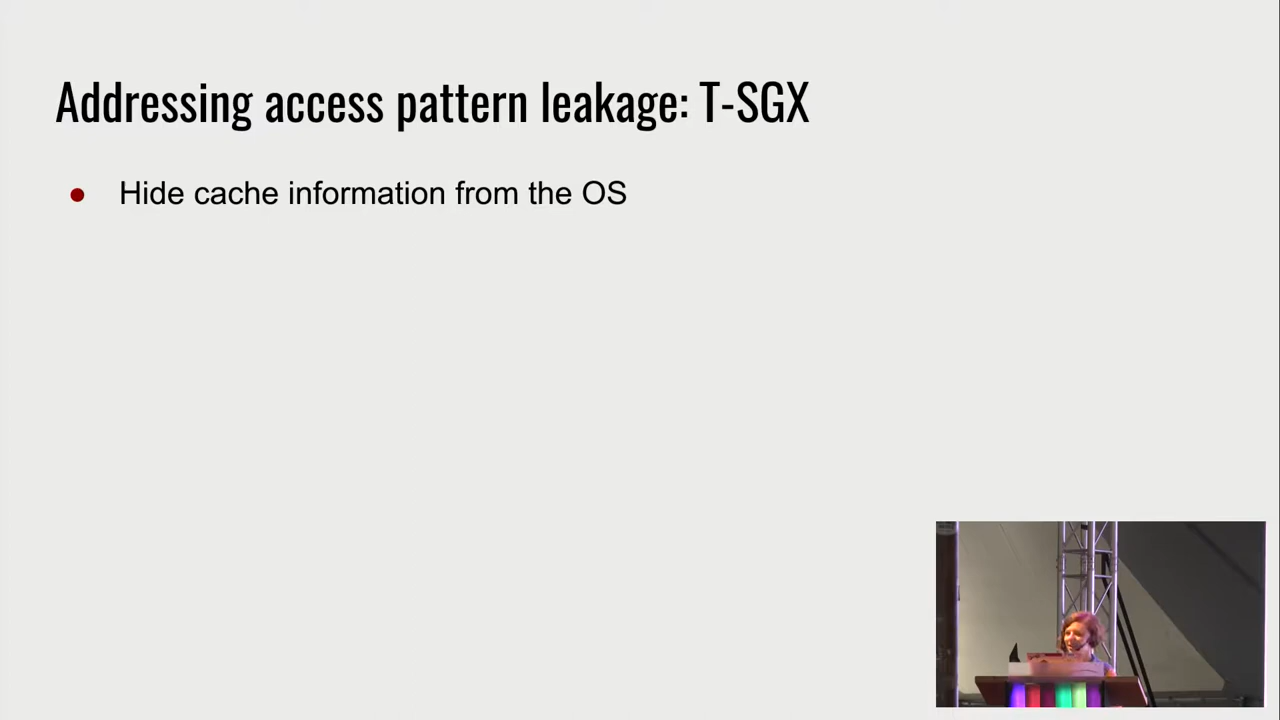 Addressing access pattern leakage: T-SGX
● Hide cache information from the OS